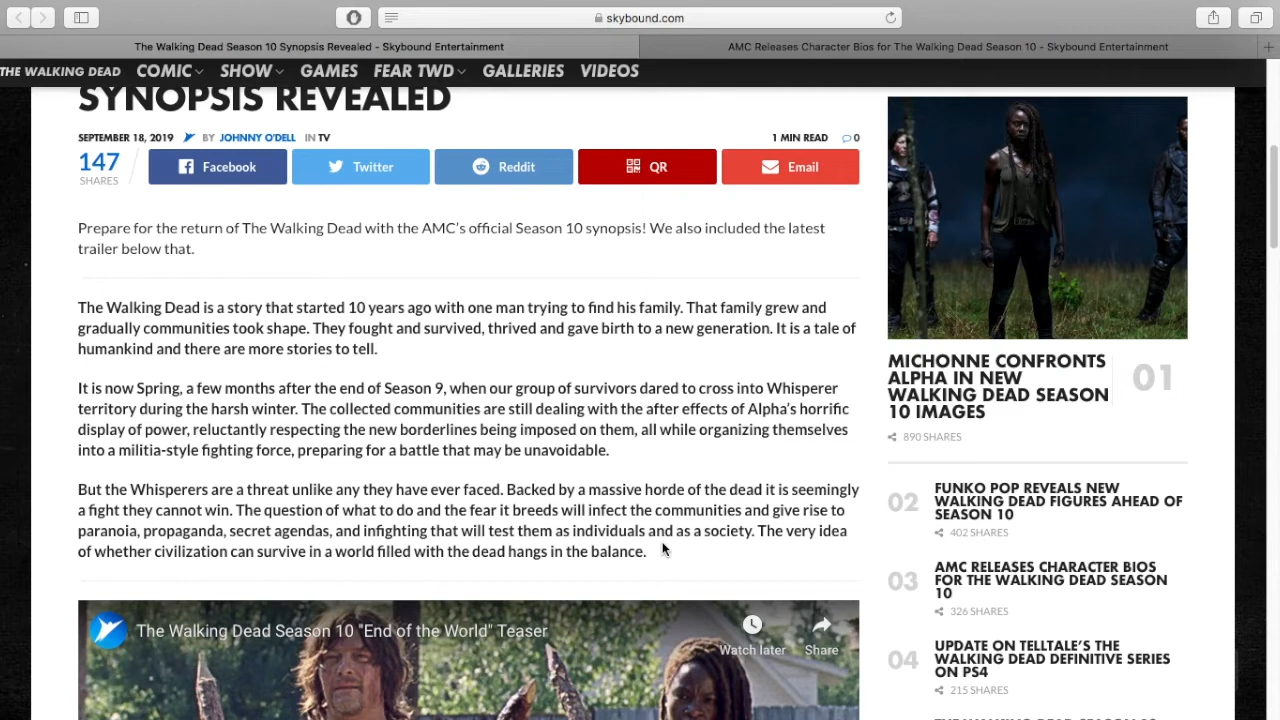 skybound.com
The Walking Dead Season 10 Synopsis Revealed - Skybound Entertainment
AMC Releases Character Bios for The Walking Dead Season 10 - Skybound Entertainment
THE WALKING DEAD COMIC SHOW GAMES FEAR TWD GALLERIES VIDEOS
SYNOPSIS REVEALED
SEPTEMBER 18, 2019 BY JOHNNY O'DELL IN TV
1 MIN READ 0
147
SHARES
Facebook
Twitter
Reddit
QR
Email
Prepare for the return of The Walking Dead with the AMC's official Season 10 synopsis! We also included the latest
trailer below that.
The Walking Dead is a story that started 10 years ago with one man trying to find his family. That family grew and
gradually communities took shape. They fought and survived, thrived and gave birth to a new generation. It is a tale of
humankind and there are more stories to tell.
It is now Spring, a few months after the end of Season 9, when our group of survivors dared to cross into Whisperer
territory during the harsh winter. The collected communities are still dealing with the after effects of Alpha's horrific
display of power, reluctantly respecting the new borderlines being imposed on them, all while organizing themselves
into a militia-style fighting force, preparing for a battle that may be unavoidable.
But the Whisperers are a threat unlike any they have ever faced. Backed by a massive horde of the dead it is seemingly
a fight they cannot win. The question of what to do and the fear it breeds will infect the communities and give rise to
paranoia, propaganda, secret agendas, and infighting that will test them as individuals and as a society. The very idea
of whether civilization can survive in a world filled with the dead hangs in the balance.
The Walking Dead Season 10 "End of the World" Teaser
Watch later
Share
MICHONNE CONFRONTS
ALPHA IN NEW
WALKING DEAD SEASON
10 IMAGES
01
890 SHARES
02
FUNKO POP REVEALS NEW
WALKING DEAD FIGURES AHEAD OF
SEASON 10
402 SHARES
03
AMC RELEASES CHARACTER BIOS
FOR THE WALKING DEAD SEASON
10
326 SHARES
04
UPDATE ON TELLTALE'S THE
WALKING DEAD DEFINITIVE SERIES
ON PS4
215 SHARES